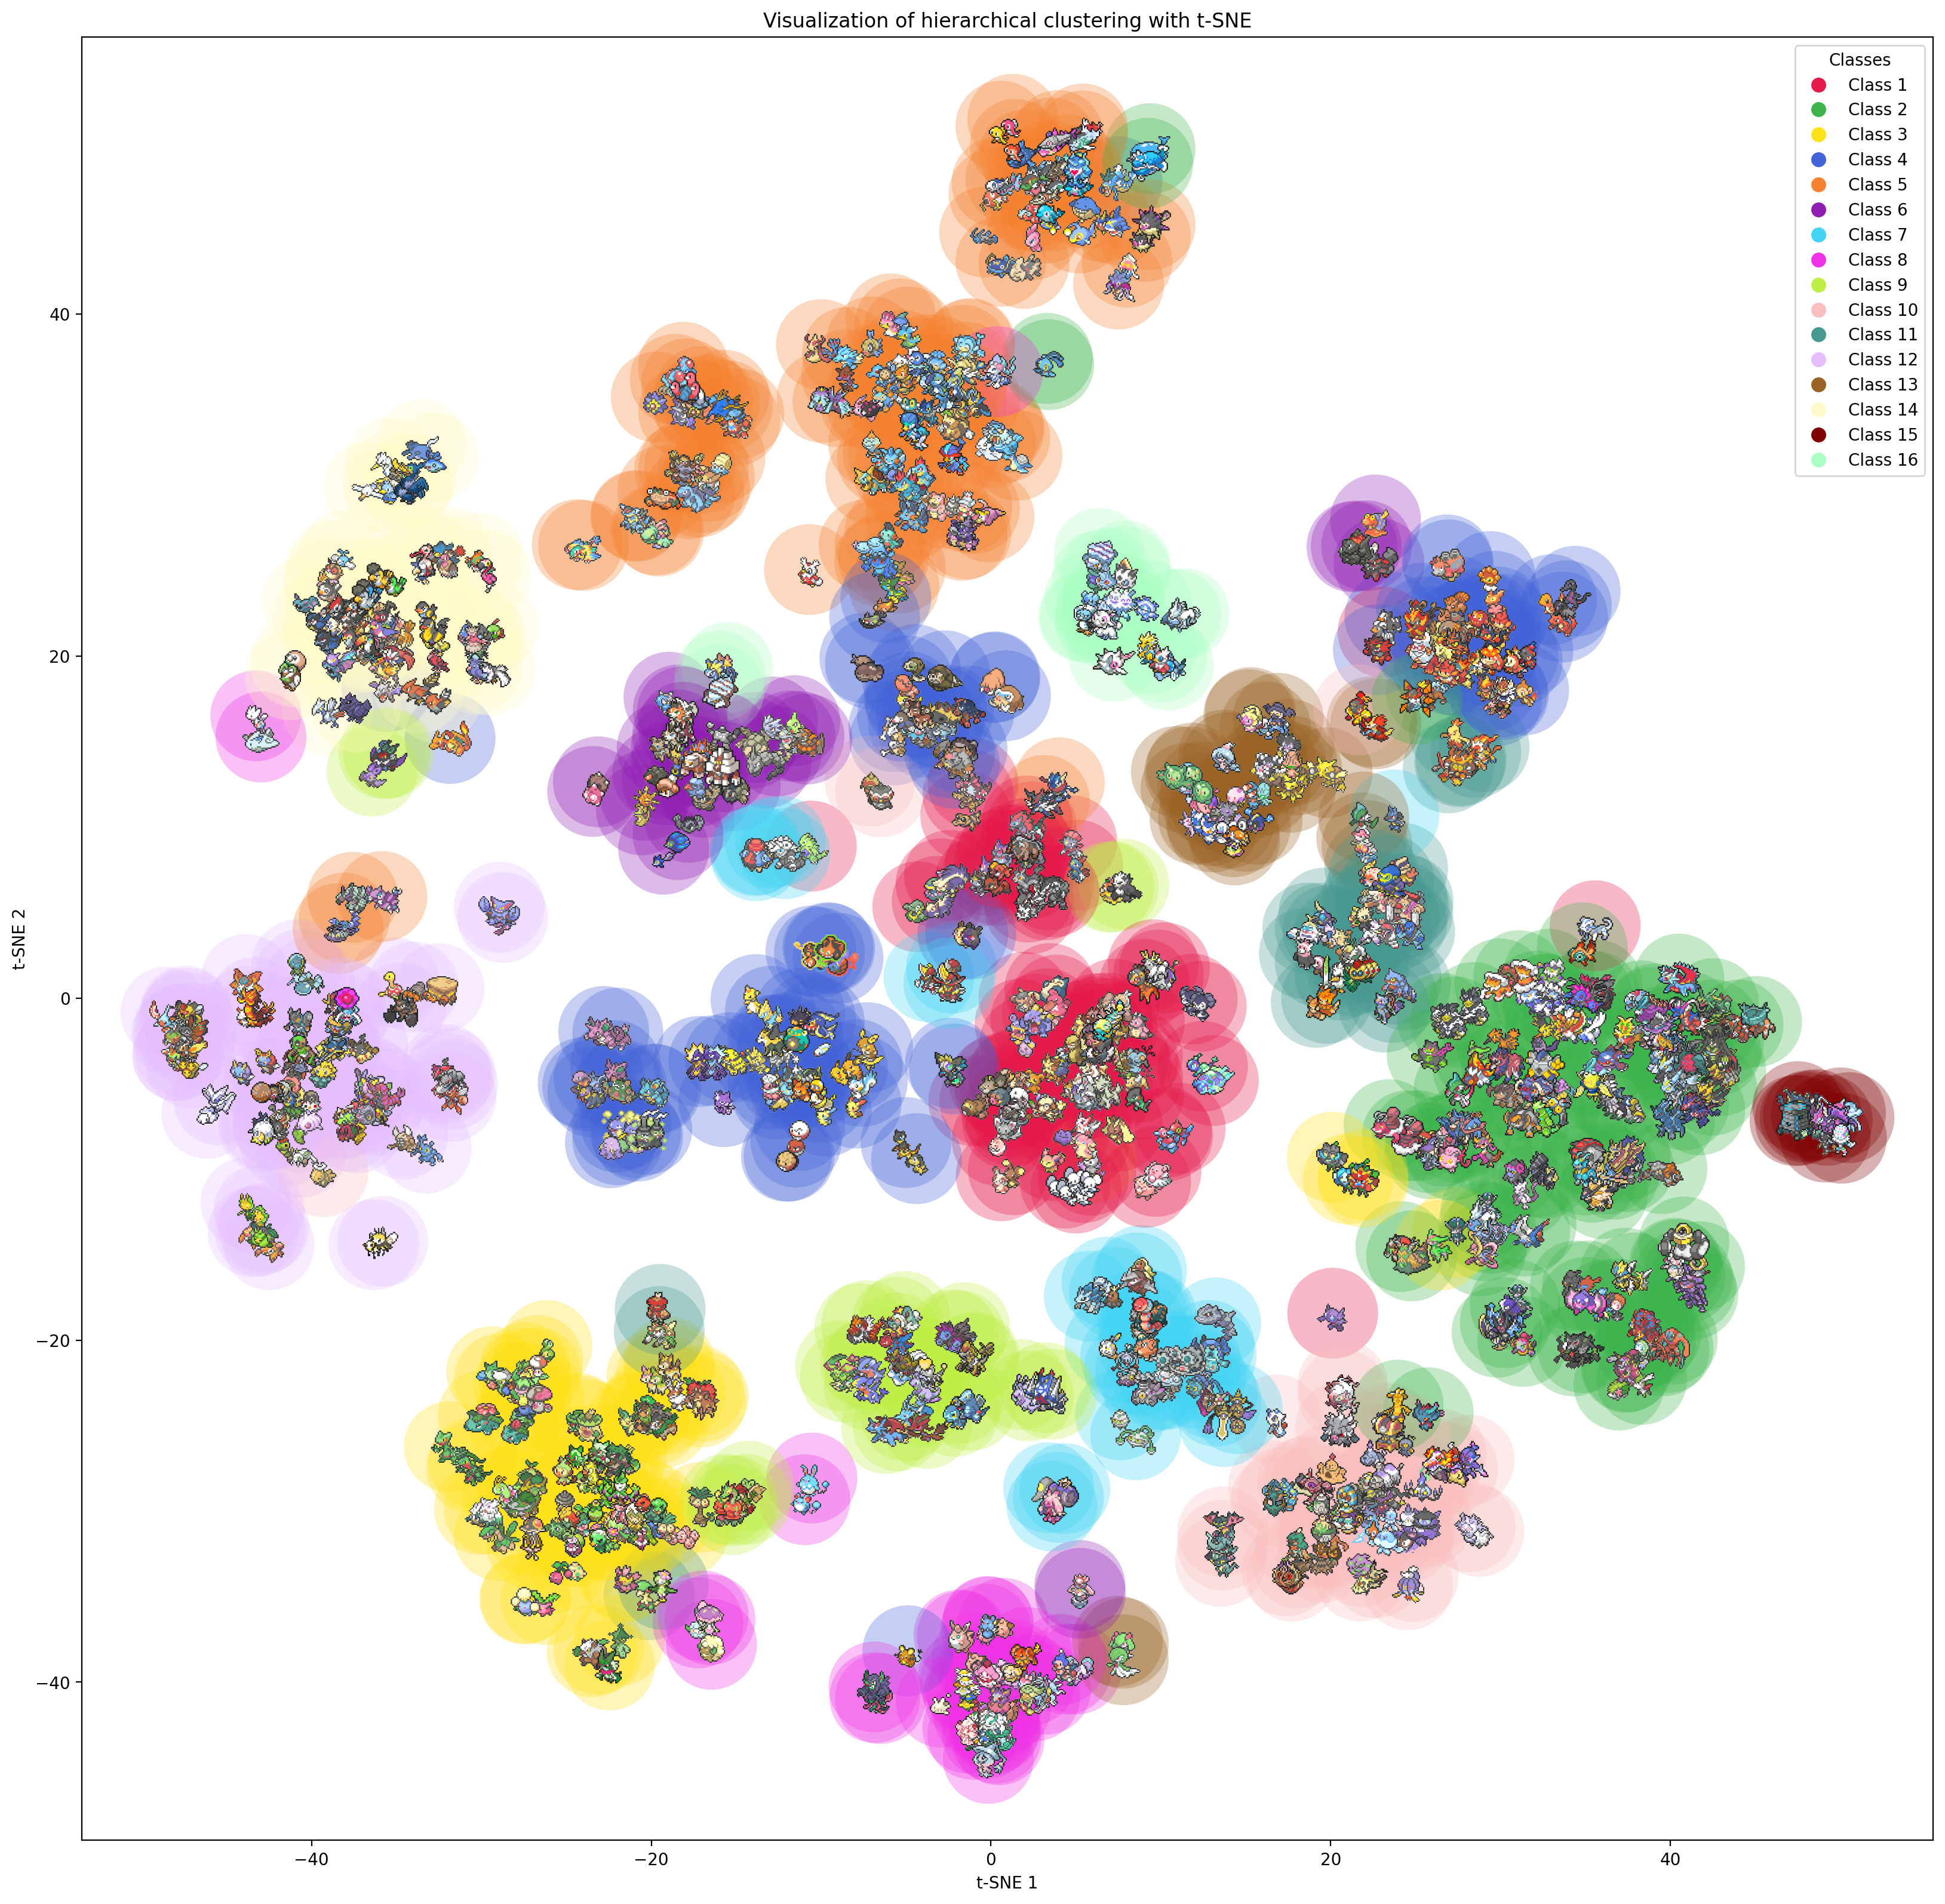 Visualization of hierarchical clustering with t-SNE
Classes
Class 1
Class 2
Class 3
Class 4
Class 5
Class 6
Class 7
Class 8
Class 9
Class 10
Class 11
Class 12
Class 13
Class 14
Class 15
Class 16
40
20
0
−20
−40
t-SNE 2
−40
−20
0
20
40
t-SNE 1